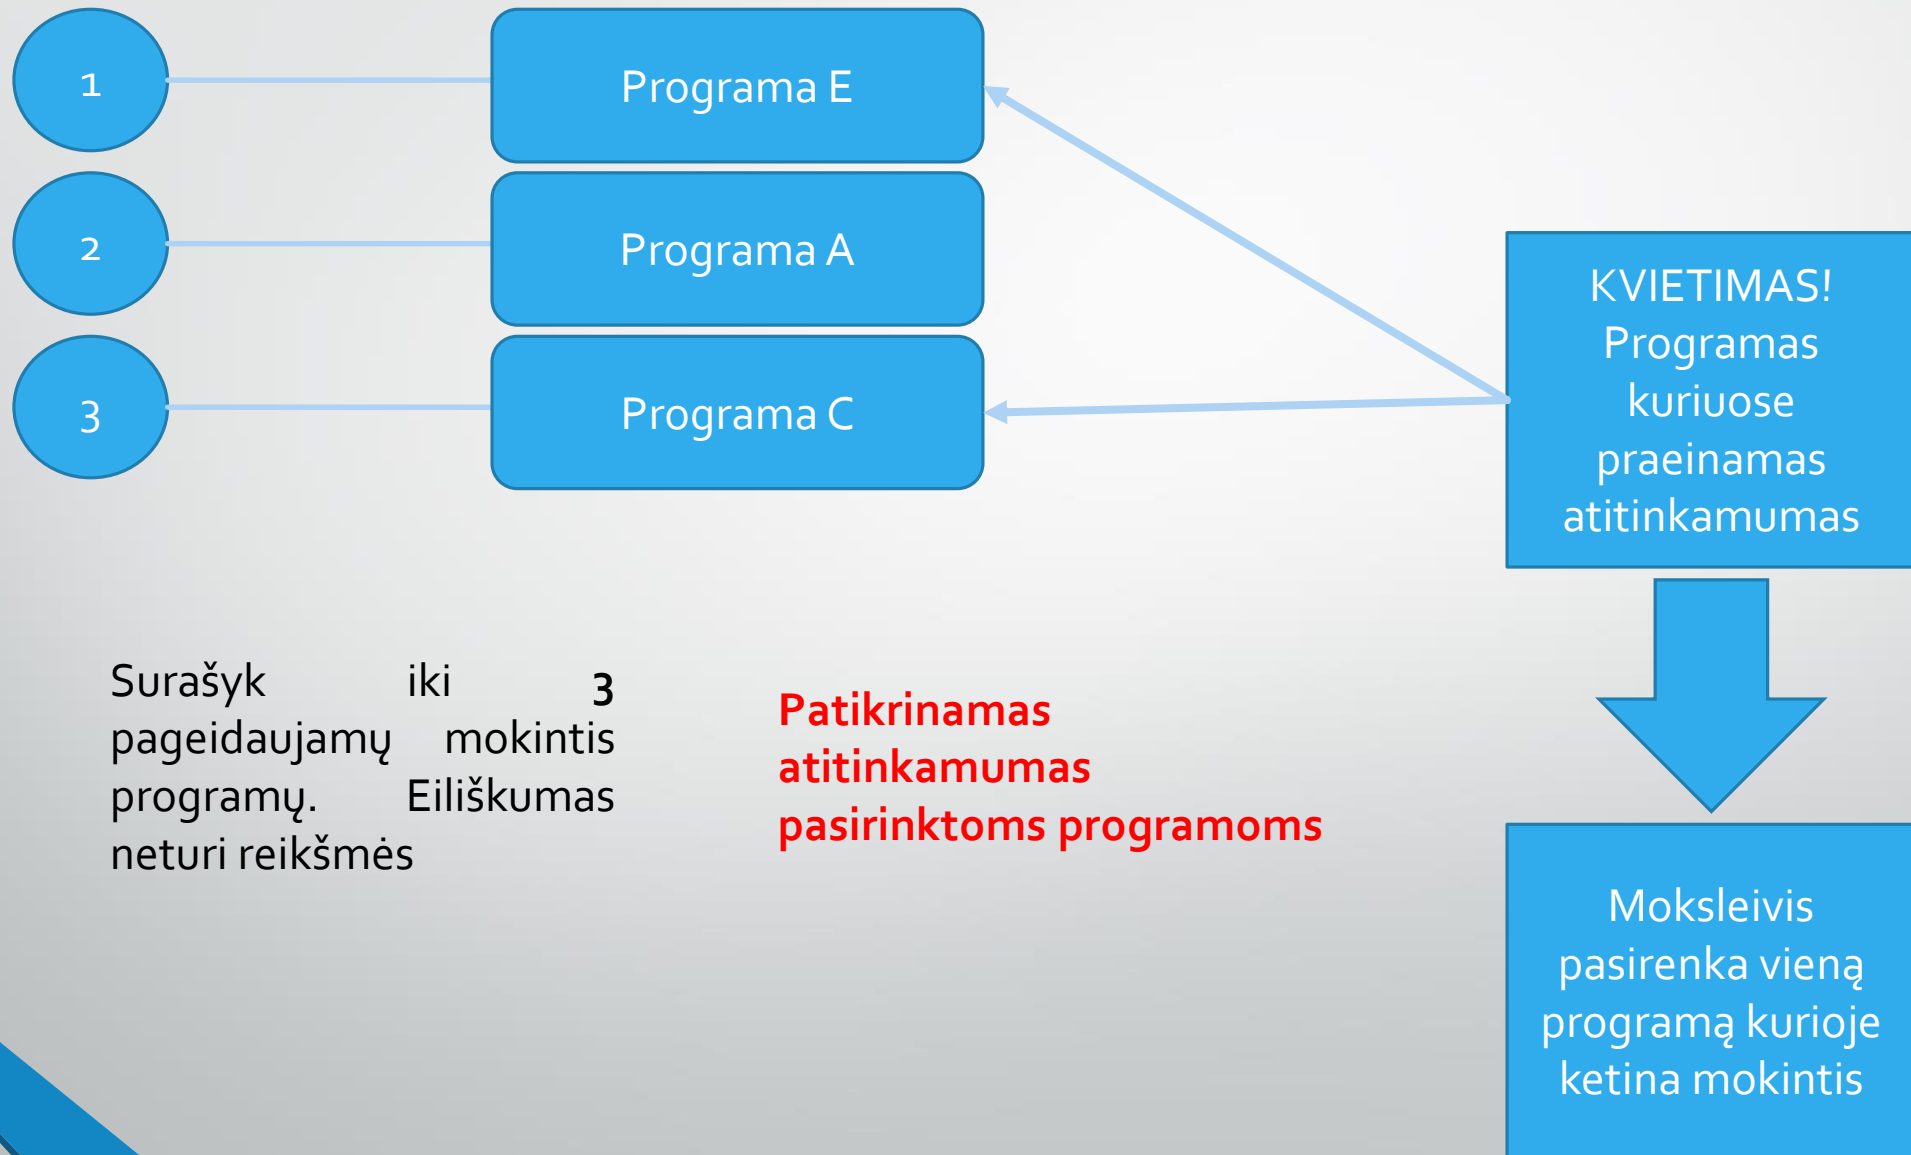 1
Programa E
2
Programa A
3
Programa C
KVIETIMAS!
Programas
kuriuose
praeinamas
atitinkamumas
Surašyk iki 3
pageidaujamų mokintis
programų. Eiliškumas
neturi reikšmės
Patikrinamas
atitinkamumas
pasirinktoms programoms
Moksleivis
pasirenka vieną
programą kurioje
ketina mokintis